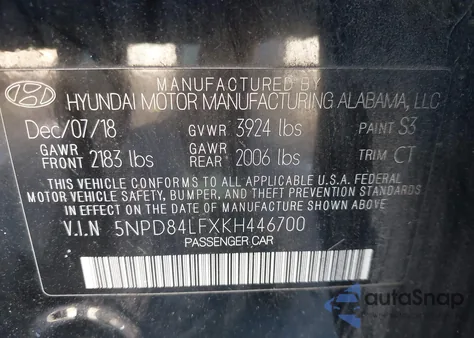 MANUFACTURED BY
HYUNDAI MOTOR MANUFACTURING ALABAMA, LLC
Dec/07/18 GVWR 3924 lbs PAINT S3
GAWR FRONT 2183 lbs GAWR REAR 2006 lbs TRIM CT
THIS VEHICLE CONFORMS TO ALL APPLICABLE U.S.A. FEDERAL
MOTOR VEHICLE SAFETY, BUMPER, AND THEFT PREVENTION STANDARDS
IN EFFECT ON THE DATE OF MANUFACTURE SHOWN ABOVE.
V.I.N 5NPD84LFXKH446700
PASSENGER CAR
autoSnap